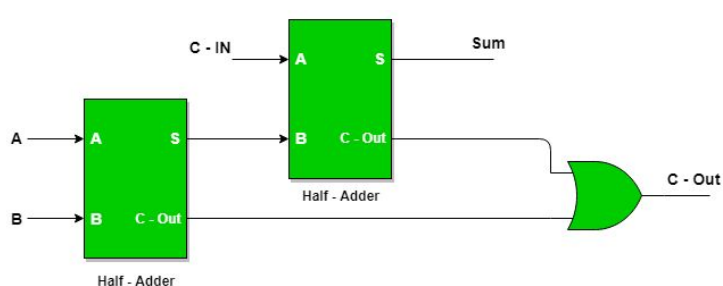 C - IN
A
S
Sum
B
C - Out
Half - Adder
A
A
S
B
B
C - Out
Half - Adder
C - Out